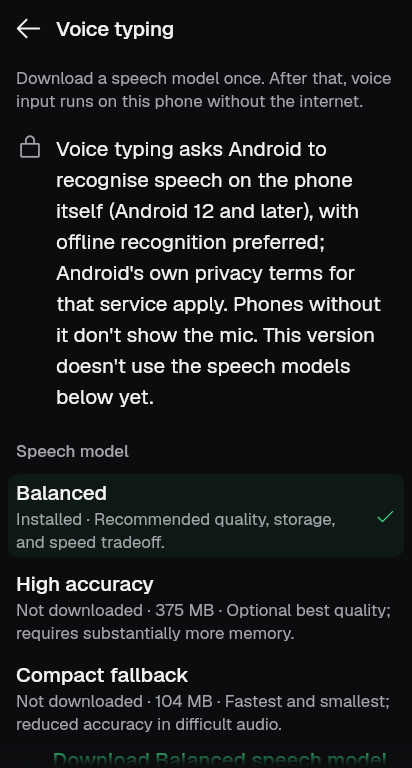 Voice typing
Download a speech model once. After that, voice
input runs on this phone without the internet.
Voice typing asks Android to
recognise speech on the phone
itself (Android 12 and later), with
offline recognition preferred;
Android's own privacy terms for
that service apply. Phones without
it don't show the mic. This version
doesn't use the speech models
below yet.
Speech model
Balanced
Installed · Recommended quality, storage,
and speed tradeoff.
High accuracy
Not downloaded · 375 MB · Optional best quality;
requires substantially more memory.
Compact fallback
Not downloaded · 104 MB · Fastest and smallest;
reduced accuracy in difficult audio.
Download Balanced speech model